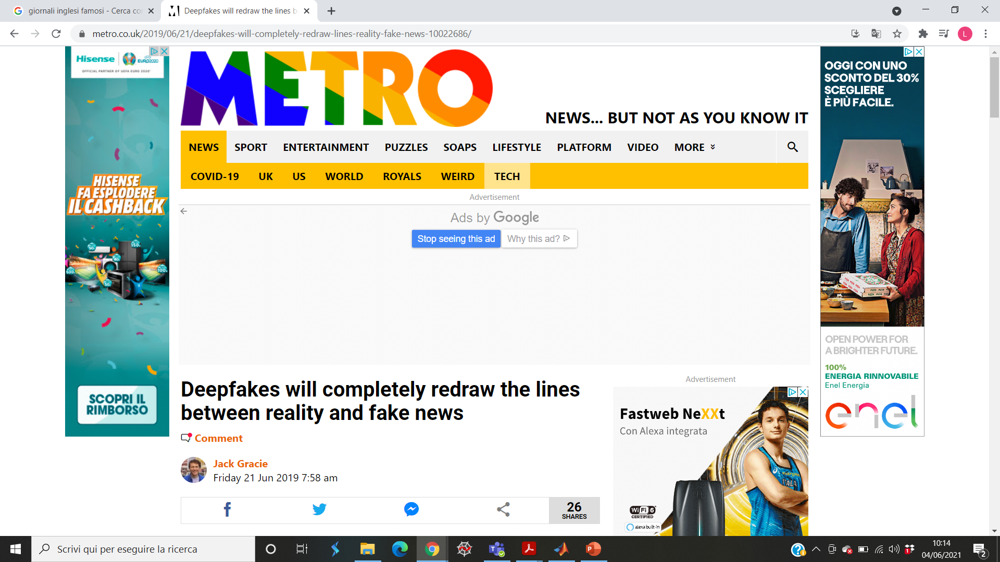 giornali inglesi famosi - Cerca co
Deepfakes will redraw the lines b
metro.co.uk/2019/06/21/deepfakes-will-completely-redraw-lines-reality-fake-news-10022686/
L
Hisense
EURO2020
OFFICIAL PARTNER OF UEFA EURO 2020
HISENSE
FA ESPLODERE
IL CASHBACK
SCOPRI IL
RIMBORSO
METRO
NEWS... BUT NOT AS YOU KNOW IT
NEWS SPORT ENTERTAINMENT PUZZLES SOAPS LIFESTYLE PLATFORM VIDEO MORE
COVID-19 UK US WORLD ROYALS WEIRD TECH
Advertisement
Ads by Google
Stop seeing this ad Why this ad?
Deepfakes will completely redraw the lines
between reality and fake news
Comment
Jack Gracie
Friday 21 Jun 2019 7:58 am
26
SHARES
Advertisement
Fastweb NeXXt
Con Alexa integrata
ITALA
Wi Fi 6
CERTIFIED
alexa built-in
OGGI CON UNO
SCONTO DEL 30%
SCEGLIERE
È PIÙ FACILE.
OPEN POWER FOR
A BRIGHTER FUTURE.
100%
ENERGIA RINNOVABILE
Enel Energia
enel
Scrivi qui per eseguire la ricerca
10:14
04/06/2021
2